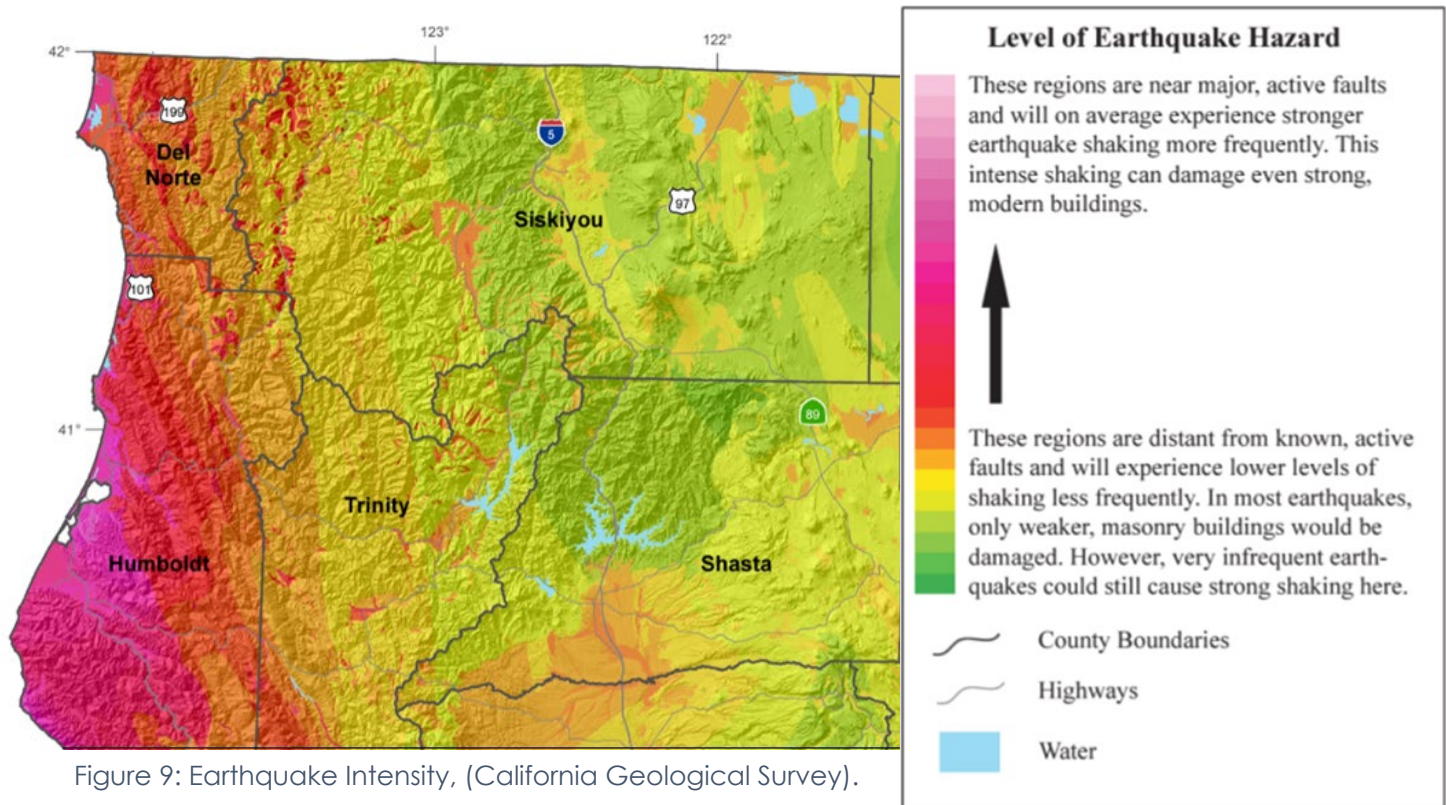 123°
122°
42°
199
Del
Norte
5
97
Siskiyou
101
89
41°
Trinity
Humboldt
Shasta
Figure 9: Earthquake Intensity, (California Geological Survey).
Level of Earthquake Hazard
These regions are near major, active faults
and will on average experience stronger
earthquake shaking more frequently. This
intense shaking can damage even strong,
modern buildings.
These regions are distant from known, active
faults and will experience lower levels of
shaking less frequently. In most earthquakes,
only weaker, masonry buildings would be
damaged. However, very infrequent earth-
quakes could still cause strong shaking here.
County Boundaries
Highways
Water